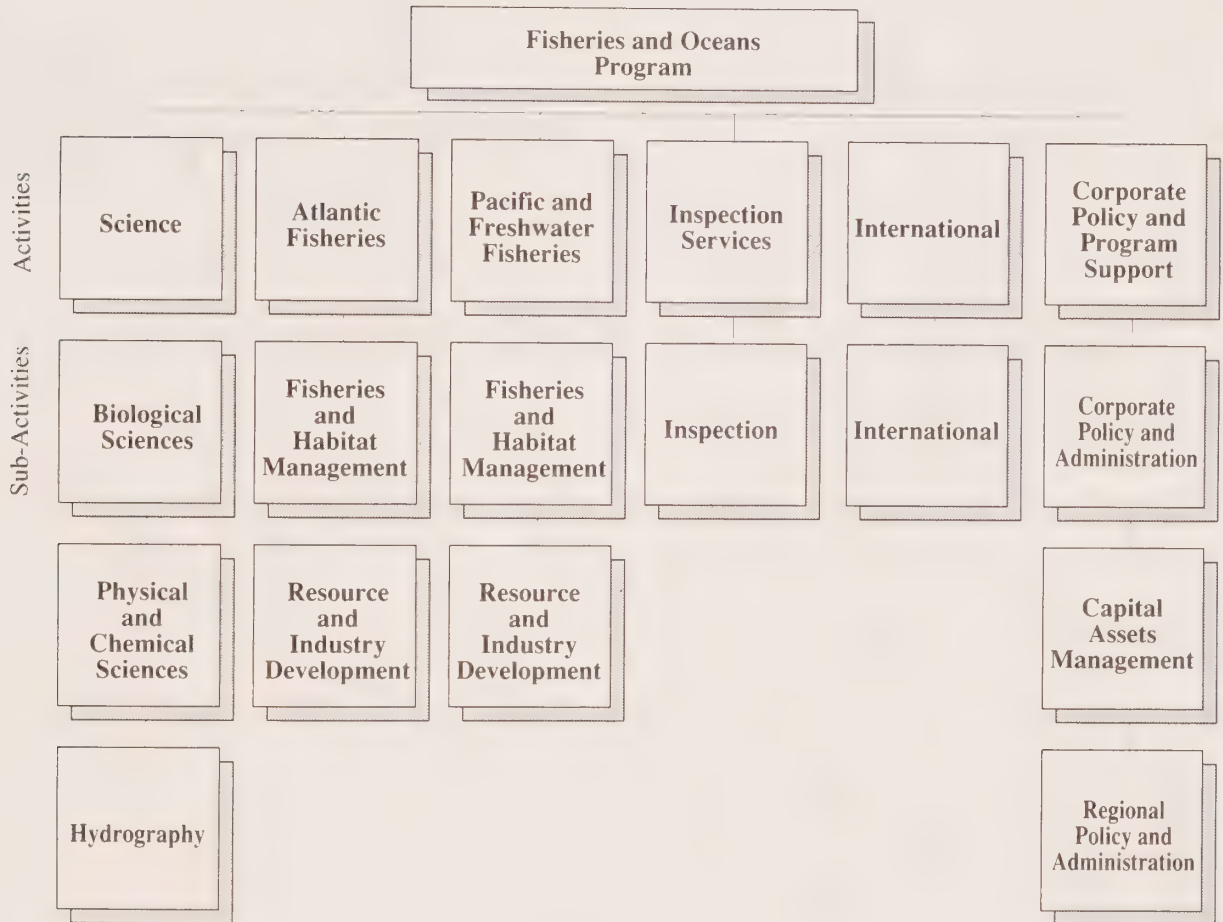 Fisheries and Oceans
Program
Activities
Science
Atlantic
Fisheries
Pacific and
Freshwater
Fisheries
Inspection
Services
International
Corporate
Policy and
Program
Support
Sub-Activities
Biological
Sciences
Fisheries
and
Habitat
Management
Fisheries
and
Habitat
Management
Inspection
International
Corporate
Policy and
Administration
Physical
and
Chemical
Sciences
Resource
and
Industry
Development
Resource
and
Industry
Development
Capital
Assets
Management
Hydrography
Regional
Policy and
Administration